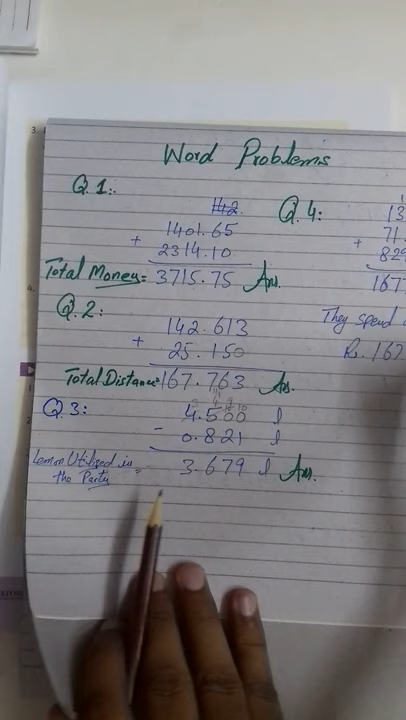 Word Problems
Q.1:.
142
1401.65
+ 2314.10
Total Money = 3715.75 Ans.
Q.2:
142.613
+ 25.150
Total Distance = 167.763 Ans.
Q3:
4.500 l
- 0.821 l
Lemon Utilized in the Party = 3.679 l Ans.
Q.4:
13
71.
+ 829
167
They spend
Rs. 167